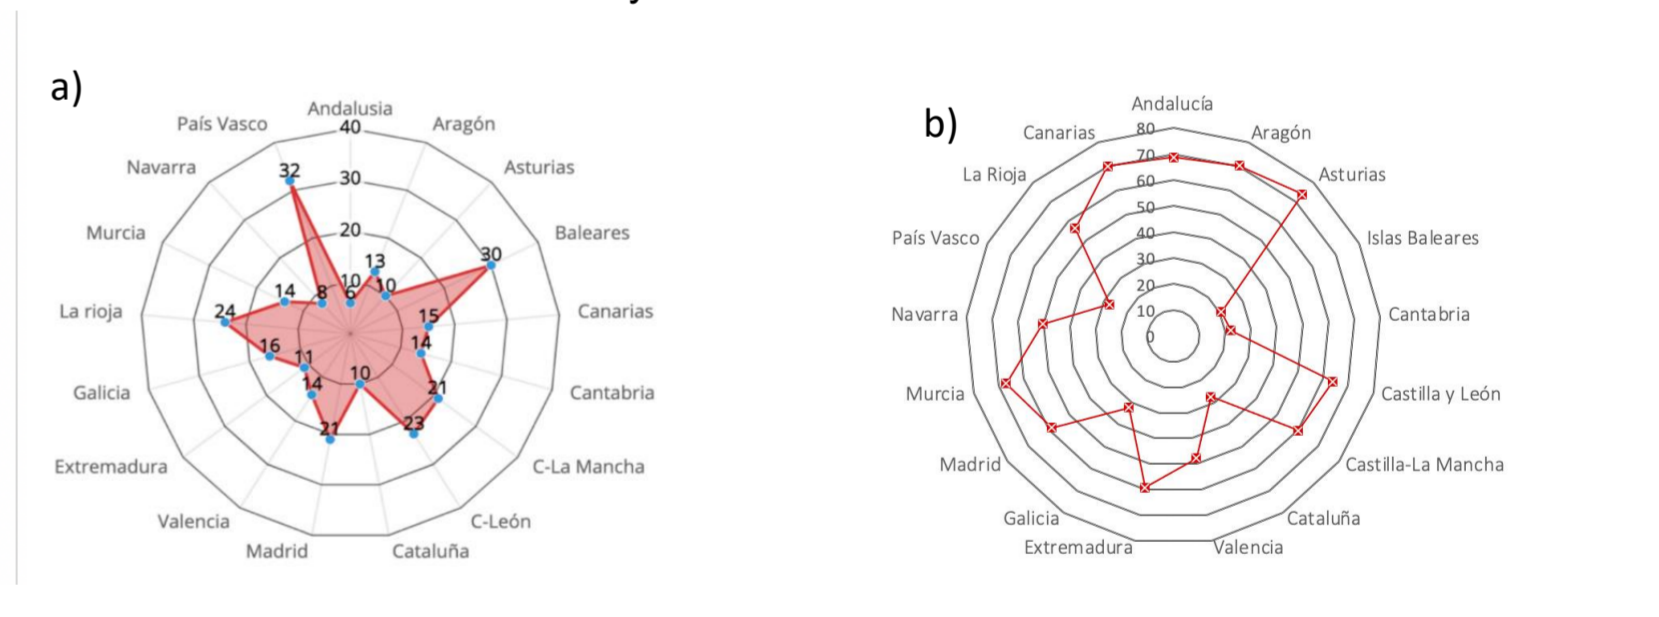 a)
Andalusia
País Vasco
40
Aragón
Navarra
32
30
Asturias
Murcia
20
Baleares
30
13
10
10
14
8
6
La rioja
24
15
Canarias
16
11
14
Galicia
14
10
21
Cantabria
21
23
Extremadura
C-La Mancha
Valencia
C-León
Madrid
Cataluña
b)
Andalucía
Canarias
80
Aragón
70
La Rioja
60
Asturias
50
País Vasco
40
Islas Baleares
30
20
Navarra
10
Cantabria
0
Murcia
Castilla y León
Madrid
Castilla-La Mancha
Galicia
Cataluña
Extremadura
Valencia